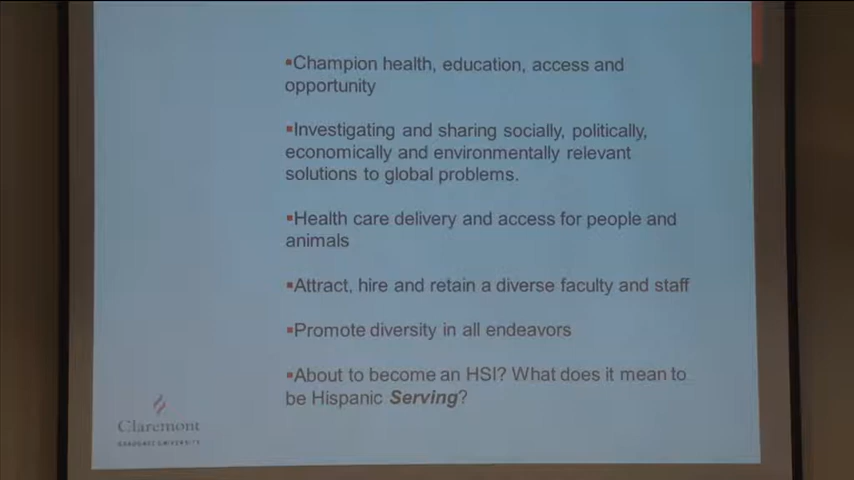 ▪Champion health, education, access and
opportunity
▪Investigating and sharing socially, politically,
economically and environmentally relevant
solutions to global problems.
▪Health care delivery and access for people and
animals
▪Attract, hire and retain a diverse faculty and staff
▪Promote diversity in all endeavors
▪About to become an HSI? What does it mean to
be Hispanic Serving?
Claremont
GRADUATE UNIVERSITY